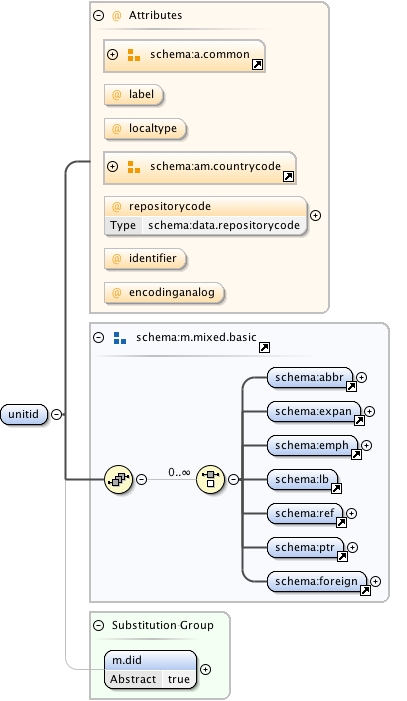 @ Attributes
schema:a.common
@ label
@ localtype
schema:am.countrycode
@ repositorycode
Type schema:data.repositorycode
@ identifier
@ encodinganalog
schema:m.mixed.basic
schema:abbr
schema:expan
unitid
schema:emph
0..∞
schema:lb
schema:ref
schema:ptr
schema:foreign
Substitution Group
m.did
Abstract true